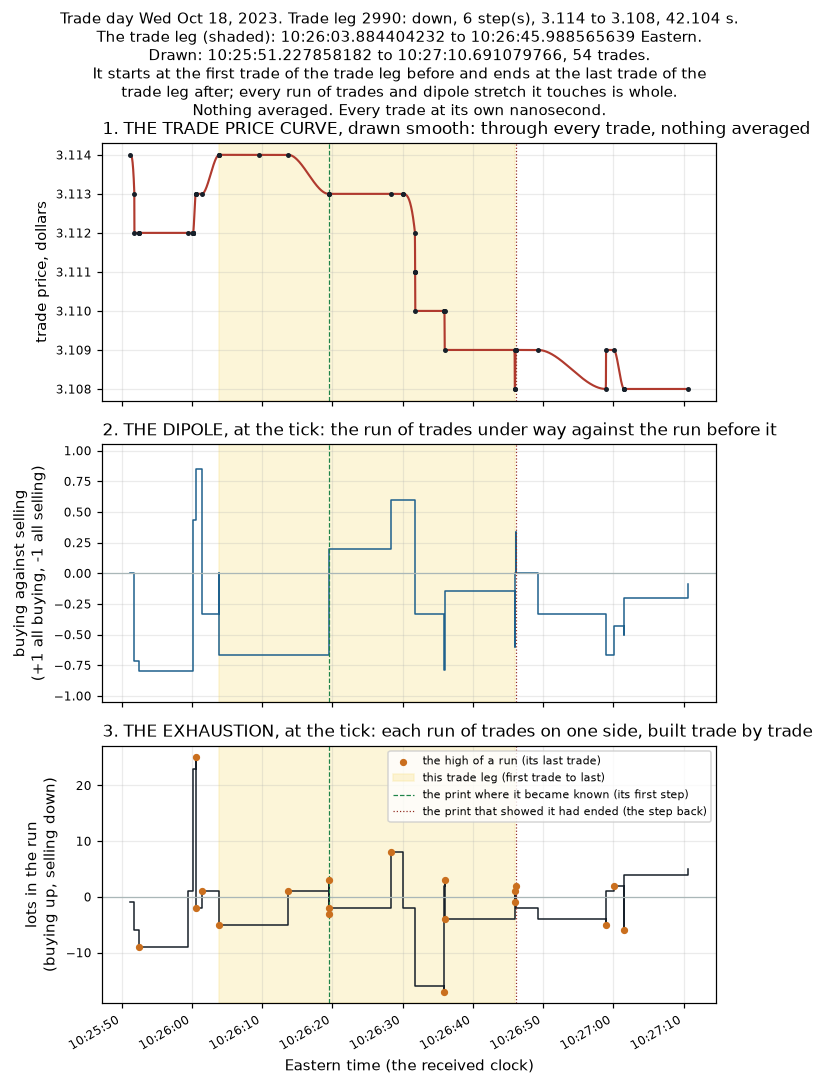 Trade day Wed Oct 18, 2023. Trade leg 2990: down, 6 step(s), 3.114 to 3.108, 42.104 s.
The trade leg (shaded): 10:26:03.884404232 to 10:26:45.988565639 Eastern.
Drawn: 10:25:51.227858182 to 10:27:10.691079766, 54 trades.
It starts at the first trade of the trade leg before and ends at the last trade of the
trade leg after; every run of trades and dipole stretch it touches is whole.
Nothing averaged. Every trade at its own nanosecond.
1. THE TRADE PRICE CURVE, drawn smooth: through every trade, nothing averaged
3.114
3.113
3.112
3.111
3.110
3.109
3.108
trade price, dollars
2. THE DIPOLE, at the tick: the run of trades under way against the run before it
1.00
0.75
0.50
0.25
0.00
−0.25
−0.50
−0.75
−1.00
buying against selling
(+1 all buying, -1 all selling)
3. THE EXHAUSTION, at the tick: each run of trades on one side, built trade by trade
the high of a run (its last trade)
this trade leg (first trade to last)
the print where it became known (its first step)
the print that showed it had ended (the step back)
20
10
0
−10
lots in the run
(buying up, selling down)
10:25:50
10:26:00
10:26:10
10:26:20
10:26:30
10:26:40
10:26:50
10:27:00
10:27:10
Eastern time (the received clock)